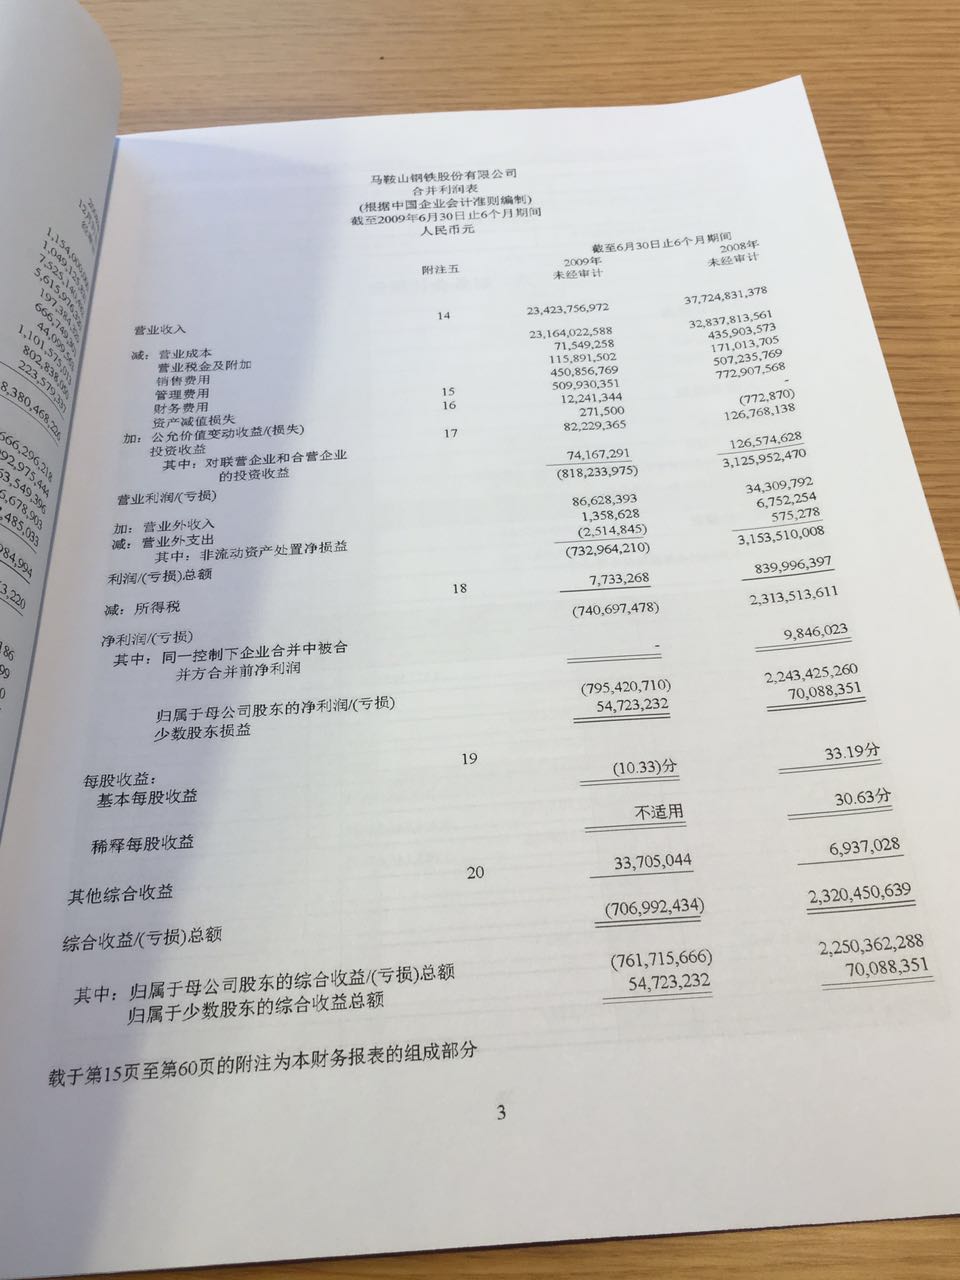 223,579,337
8,380,468,226
马鞍山钢铁股份有限公司
合并利润表
(根据中国企业会计准则编制)
截至2009年6月30日止6个月期间
人民币元
截至6月30日止6个月期间
附注五 2009年 2008年
未经审计 未经审计
营业收入 14 23,423,756,972 37,724,831,378
减：营业成本 23,164,022,588 32,837,813,561
营业税金及附加 71,549,258 435,903,573
销售费用 115,891,502 171,013,705
管理费用 450,856,769 507,235,769
财务费用 15 509,930,351 772,907,568
资产减值损失 16 12,241,344 -
加：公允价值变动收益/(损失) 271,500 (772,870)
投资收益 17 82,229,365 126,768,138
其中：对联营企业和合营企业
的投资收益 74,167,291 126,574,628
营业利润/(亏损) (818,233,975) 3,125,952,470
加：营业外收入 86,628,393 34,309,792
减：营业外支出 1,358,628 6,752,254
其中：非流动资产处置净损益 (2,514,845) 575,278
利润/(亏损)总额 (732,964,210) 3,153,510,008
减：所得税 18 7,733,268 839,996,397
净利润/(亏损) (740,697,478) 2,313,513,611
其中：同一控制下企业合并中被合
并方合并前净利润 - 9,846,023
归属于母公司股东的净利润/(亏损) (795,420,710) 2,243,425,260
少数股东损益 54,723,232 70,088,351
每股收益： 19
基本每股收益 (10.33)分 33.19分
稀释每股收益 不适用 30.63分
其他综合收益 20 33,705,044 6,937,028
综合收益/(亏损)总额 (706,992,434) 2,320,450,639
其中：归属于母公司股东的综合收益/(亏损)总额 (761,715,666) 2,250,362,288
归属于少数股东的综合收益总额 54,723,232 70,088,351
载于第15页至第60页的附注为本财务报表的组成部分
3